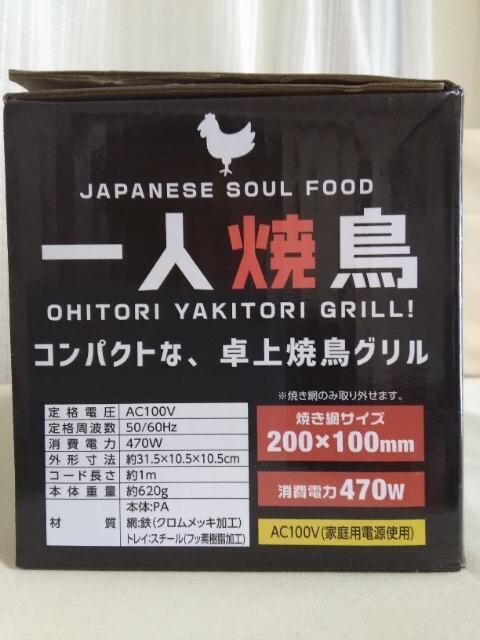 JAPANESE SOUL FOOD
一人焼鳥
OHITORI YAKITORI GRILL!
コンパクトな、卓上焼鳥グリル
定格電圧 AC100V
定格周波数 50/60Hz
消費電力 470W
外形寸法 約31.5×10.5×10.5cm
コード長さ 約1m
本体重量 約620g
材質 本体:PA
網:鉄(クロムメッキ加工)
トレイ:スチール(フッ素樹脂加工)
※焼き網のみ取り外せます。
焼き網サイズ
200×100mm
消費電力470W
AC100V(家庭用電源使用)